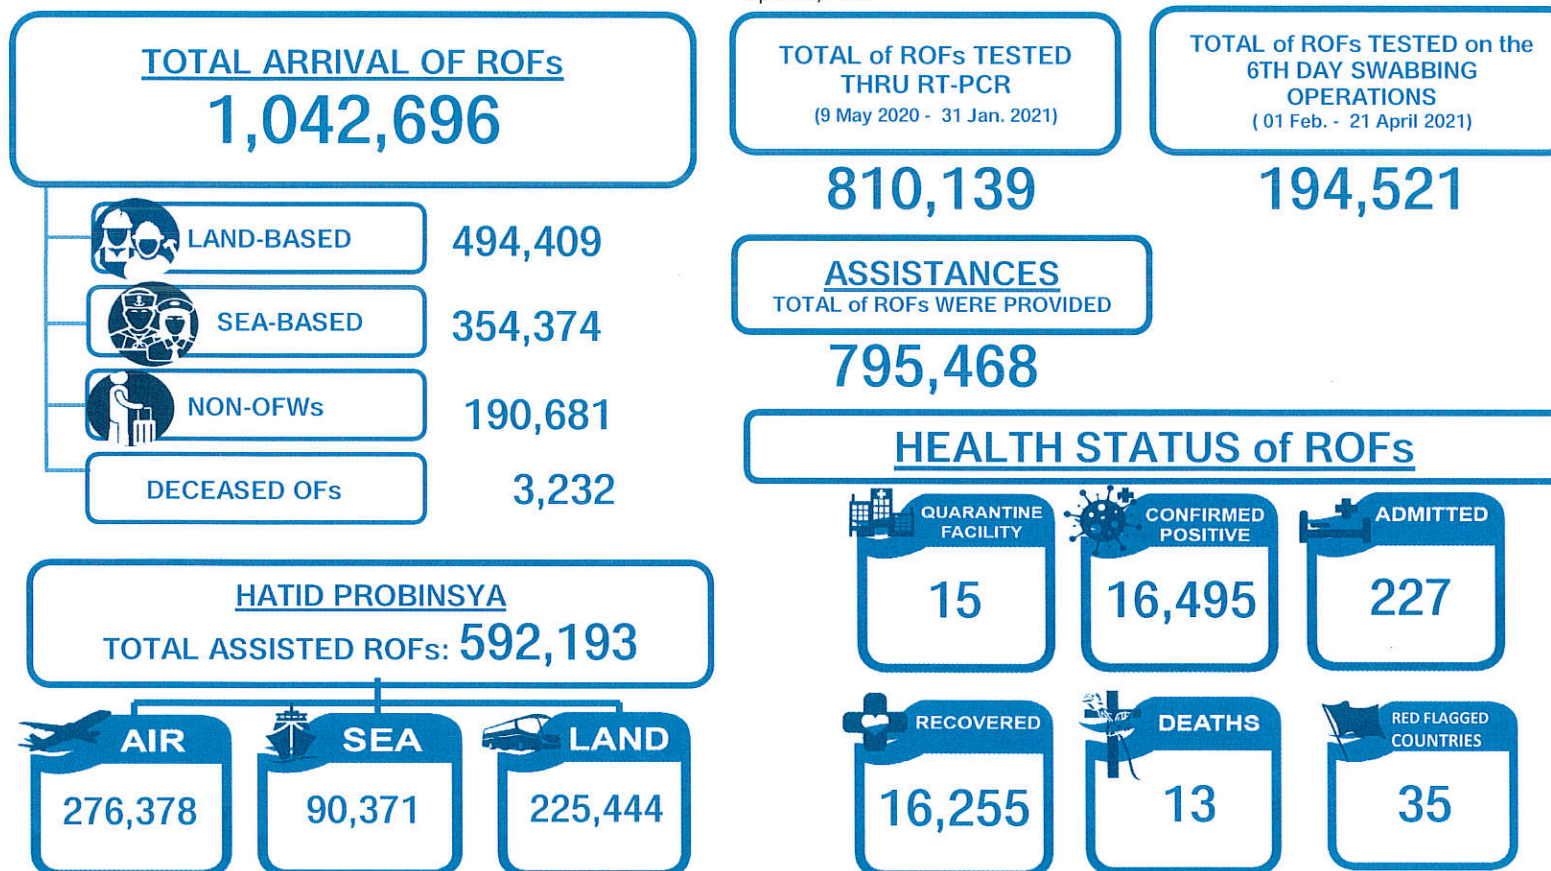 TOTAL ARRIVAL OF ROFs
1,042,696
LAND-BASED 494,409
SEA-BASED 354,374
NON-OFWs 190,681
DECEASED OFs 3,232
HATID PROBINSYA
TOTAL ASSISTED ROFs: 592,193
AIR
276,378
SEA
90,371
LAND
225,444
TOTAL of ROFs TESTED
THRU RT-PCR
(9 May 2020 - 31 Jan. 2021)
810,139
TOTAL of ROFs TESTED on the
6TH DAY SWABBING
OPERATIONS
( 01 Feb. - 21 April 2021)
194,521
ASSISTANCES
TOTAL of ROFs WERE PROVIDED
795,468
HEALTH STATUS of ROFs
QUARANTINE
FACILITY
15
CONFIRMED
POSITIVE
16,495
ADMITTED
227
RECOVERED
16,255
DEATHS
13
RED FLAGGED
COUNTRIES
35